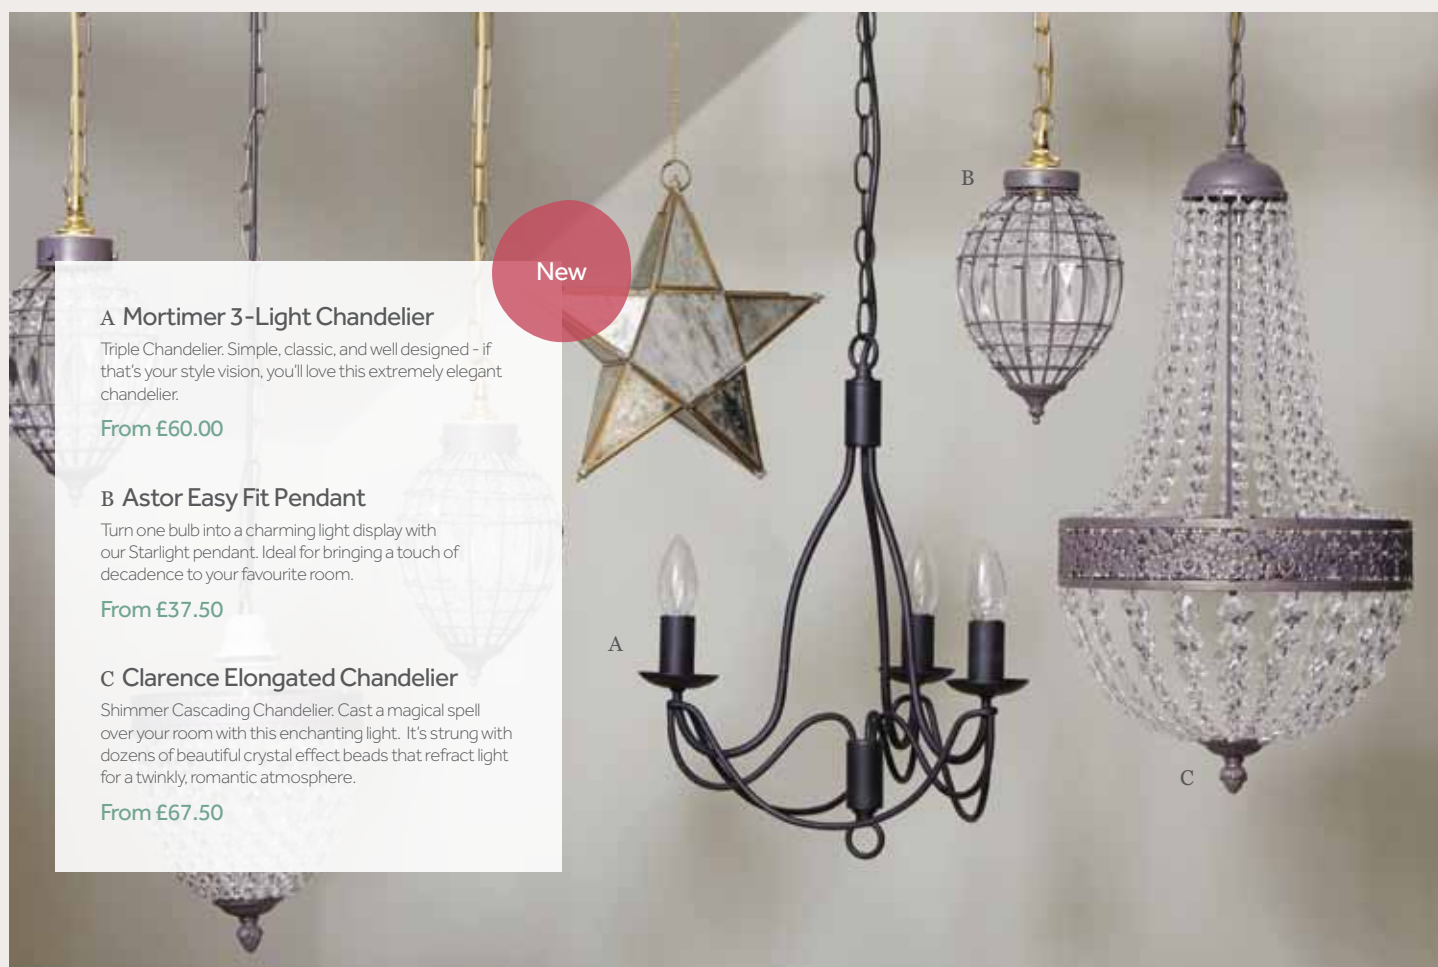 New
A Mortimer 3-Light Chandelier
Triple Chandelier. Simple, classic, and well designed - if
that's your style vision, you'll love this extremely elegant
chandelier.
From £60.00
B Astor Easy Fit Pendant
Turn one bulb into a charming light display with
our Starlight pendant. Ideal for bringing a touch of
decadence to your favourite room.
From £37.50
C Clarence Elongated Chandelier
Shimmer Cascading Chandelier. Cast a magical spell
over your room with this enchanting light.  It's strung with
dozens of beautiful crystal effect beads that refract light
for a twinkly, romantic atmosphere.
From £67.50
A
B
C